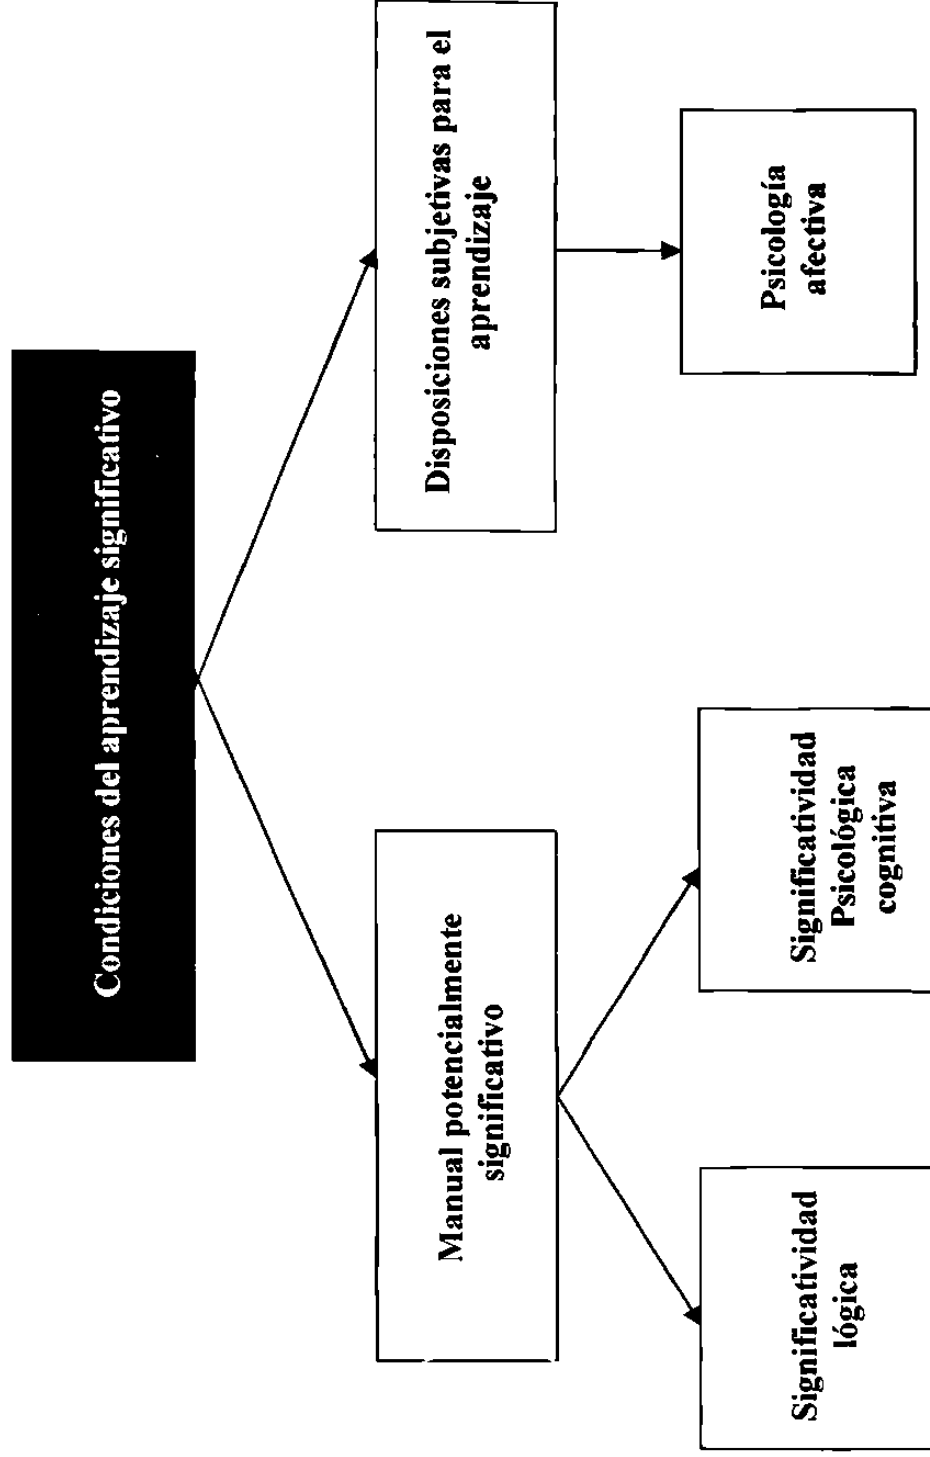 Condiciones del aprendizaje significativo
Manual potencialmente
significativo
Disposiciones subjetivas para el
aprendizaje
Significatividad
lógica
Significatividad
Psicológica
cognitiva
Psicología
afectiva